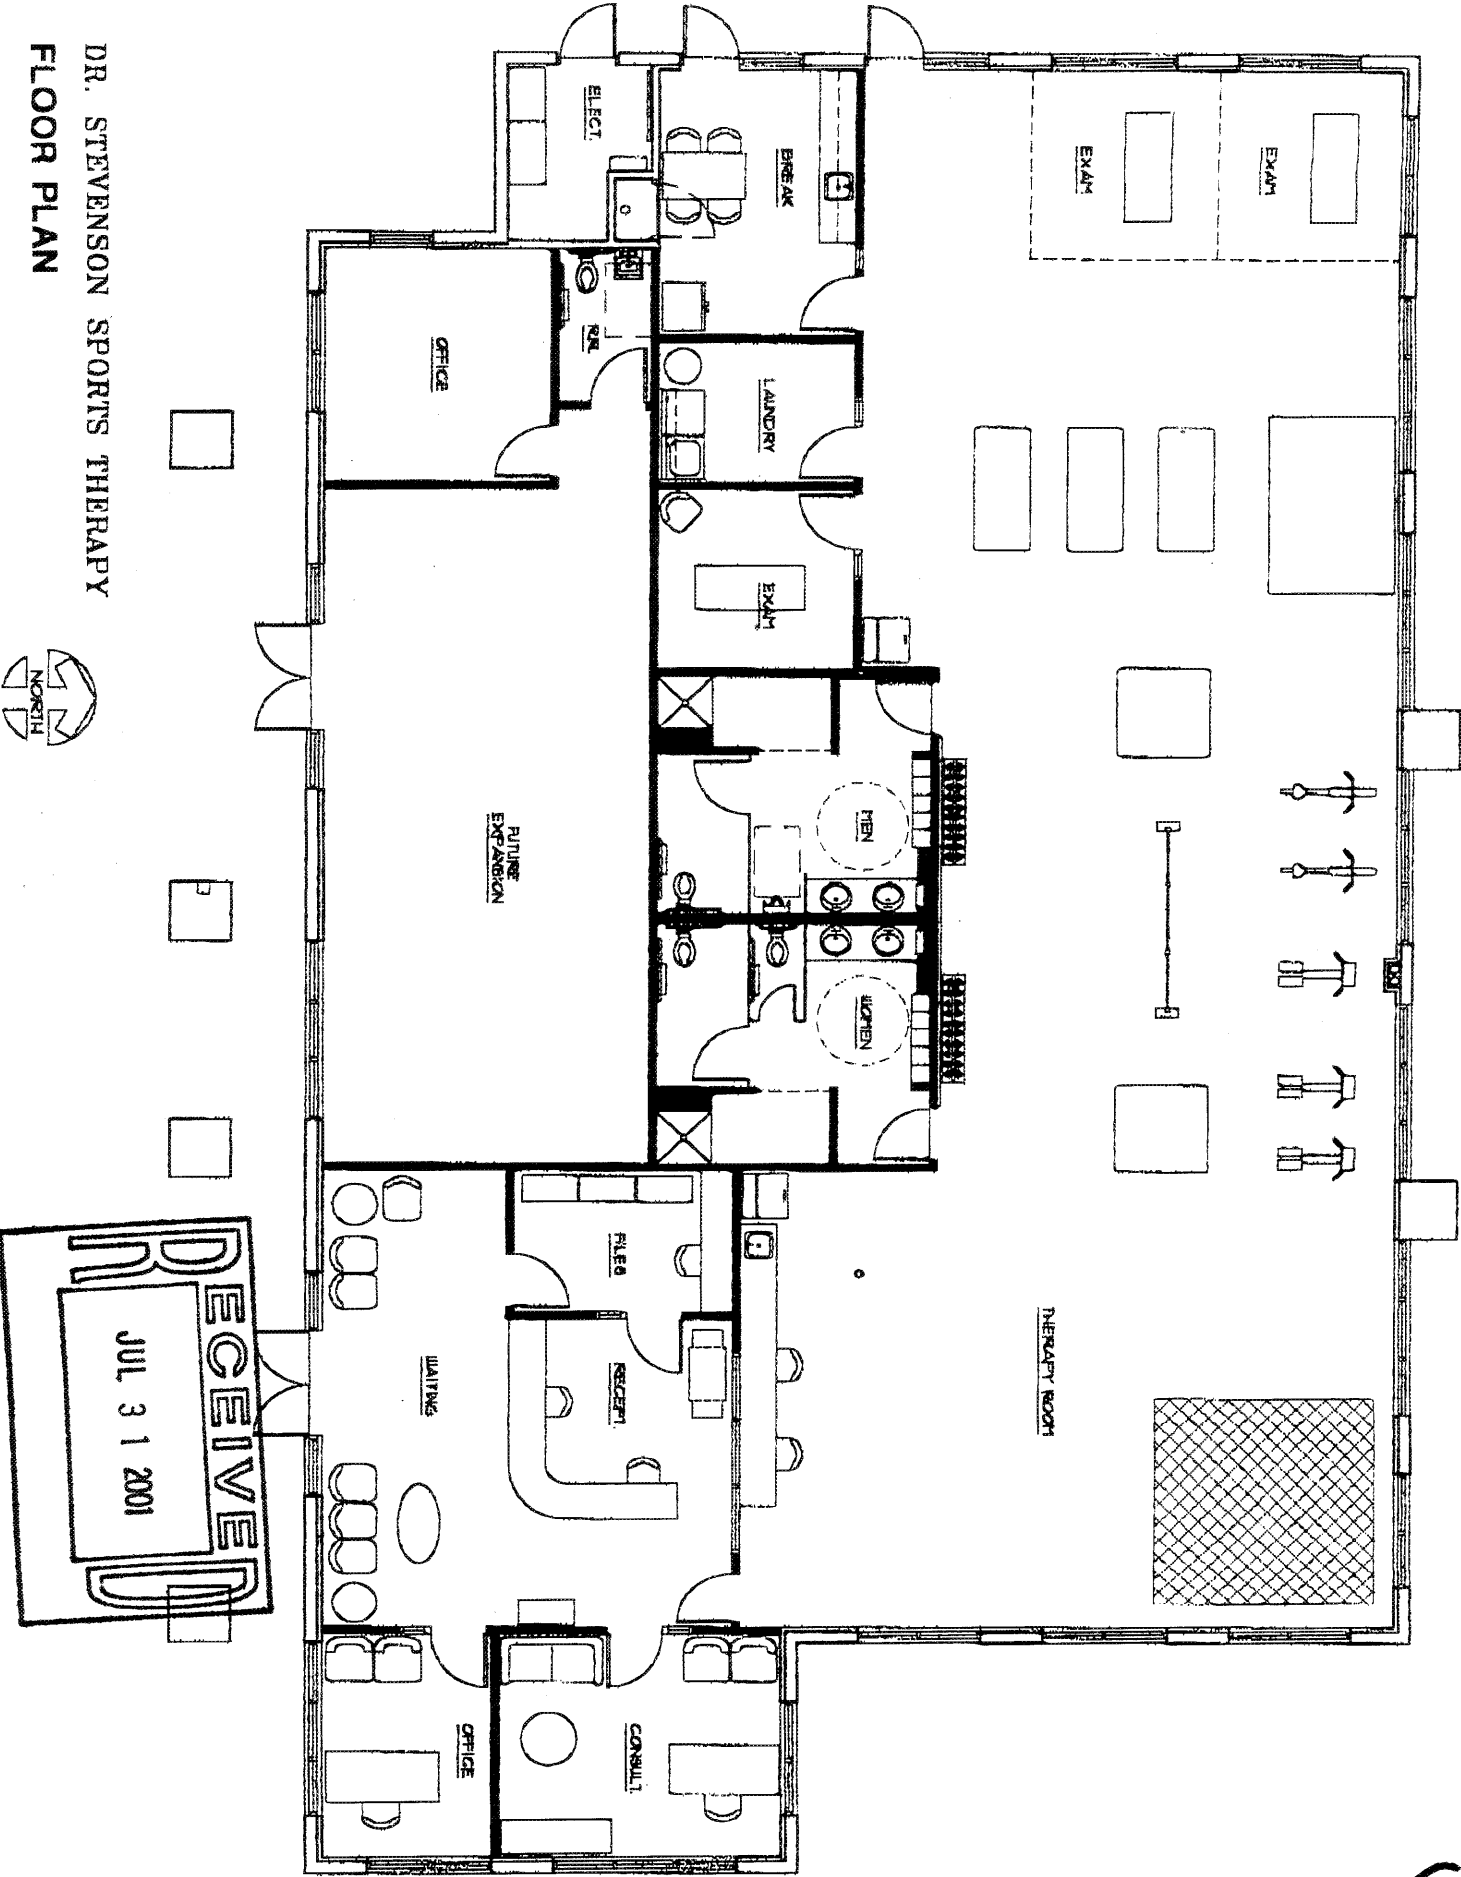 DR. STEVENSON SPORTS THERAPY
FLOOR PLAN
NORTH
ELECT.
BREAK
EXAM
EXAM
R.R.
OFFICE
LAUNDRY
EXAM
MEN
WOMEN
FUTURE
EXPANSION
FILES
RECEPT.
WAITING
THERAPY ROOM
OFFICE
CONSULT.
RECEIVED
JUL 31 2001